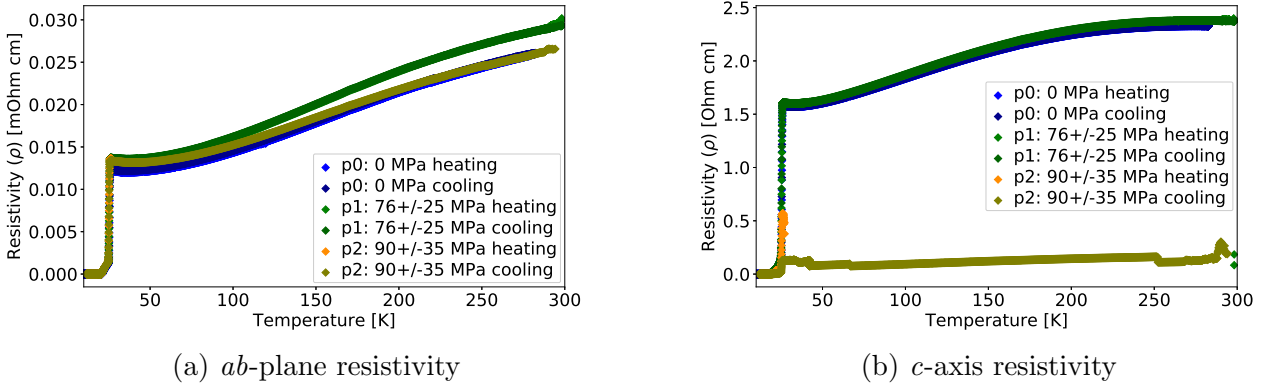 0.030
0.025
0.020
0.015
0.010
0.005
0.000
Resistivity (ρ) [mOhm cm]
p0: 0 MPa heating
p0: 0 MPa cooling
p1: 76+/-25 MPa heating
p1: 76+/-25 MPa cooling
p2: 90+/-35 MPa heating
p2: 90+/-35 MPa cooling
50 100 150 200 250 300
Temperature [K]
(a) ab-plane resistivity
2.5
2.0
1.5
1.0
0.5
0.0
Resistivity (ρ) [Ohm cm]
p0: 0 MPa heating
p0: 0 MPa cooling
p1: 76+/-25 MPa heating
p1: 76+/-25 MPa cooling
p2: 90+/-35 MPa heating
p2: 90+/-35 MPa cooling
50 100 150 200 250 300
Temperature [K]
(b) c-axis resistivity